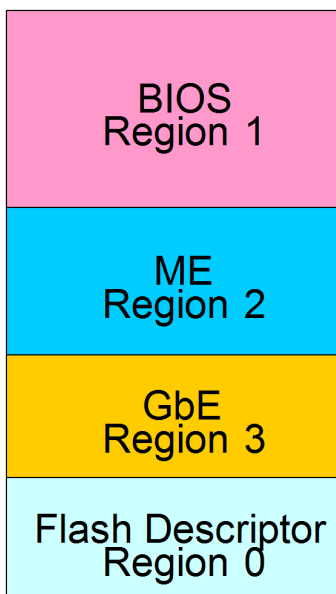 BIOS
Region 1
ME
Region 2
GbE
Region 3
Flash Descriptor
Region 0